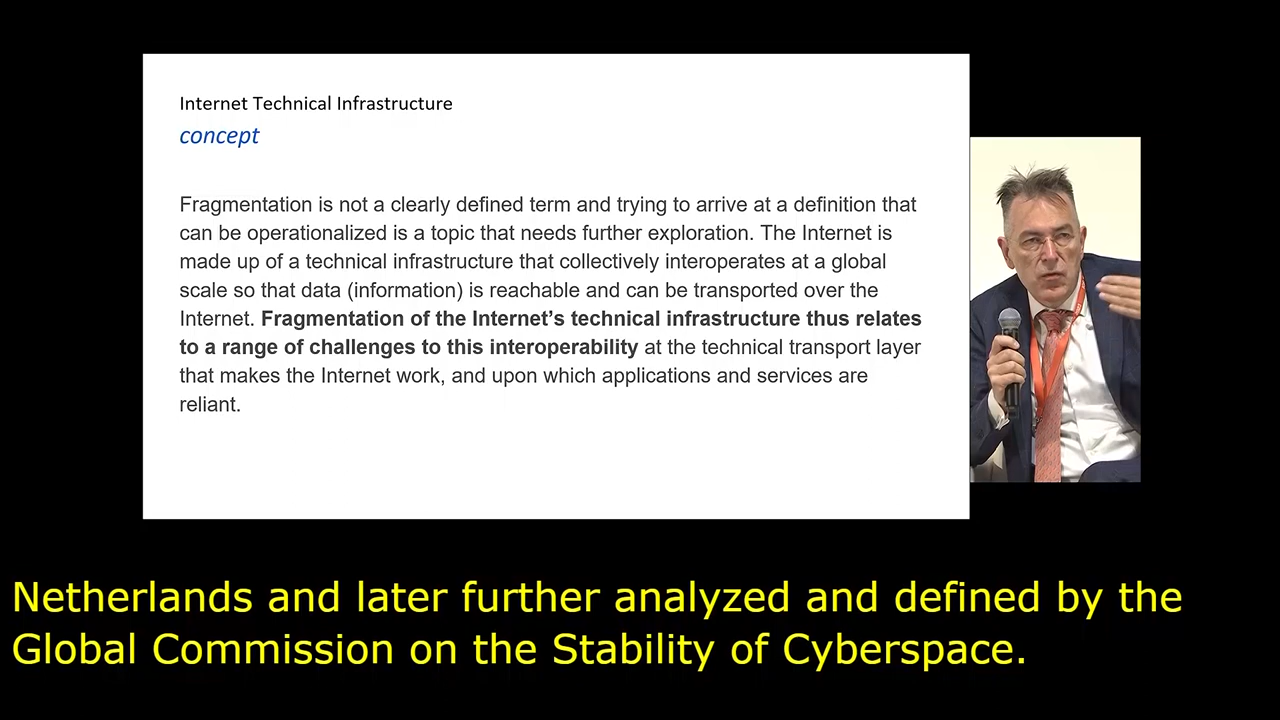 Internet Technical Infrastructure
concept
Fragmentation is not a clearly defined term and trying to arrive at a definition that
can be operationalized is a topic that needs further exploration. The Internet is
made up of a technical infrastructure that collectively interoperates at a global
scale so that data (information) is reachable and can be transported over the
Internet. Fragmentation of the Internet’s technical infrastructure thus relates
to a range of challenges to this interoperability at the technical transport layer
that makes the Internet work, and upon which applications and services are
reliant.
Netherlands and later further analyzed and defined by the
Global Commission on the Stability of Cyberspace.